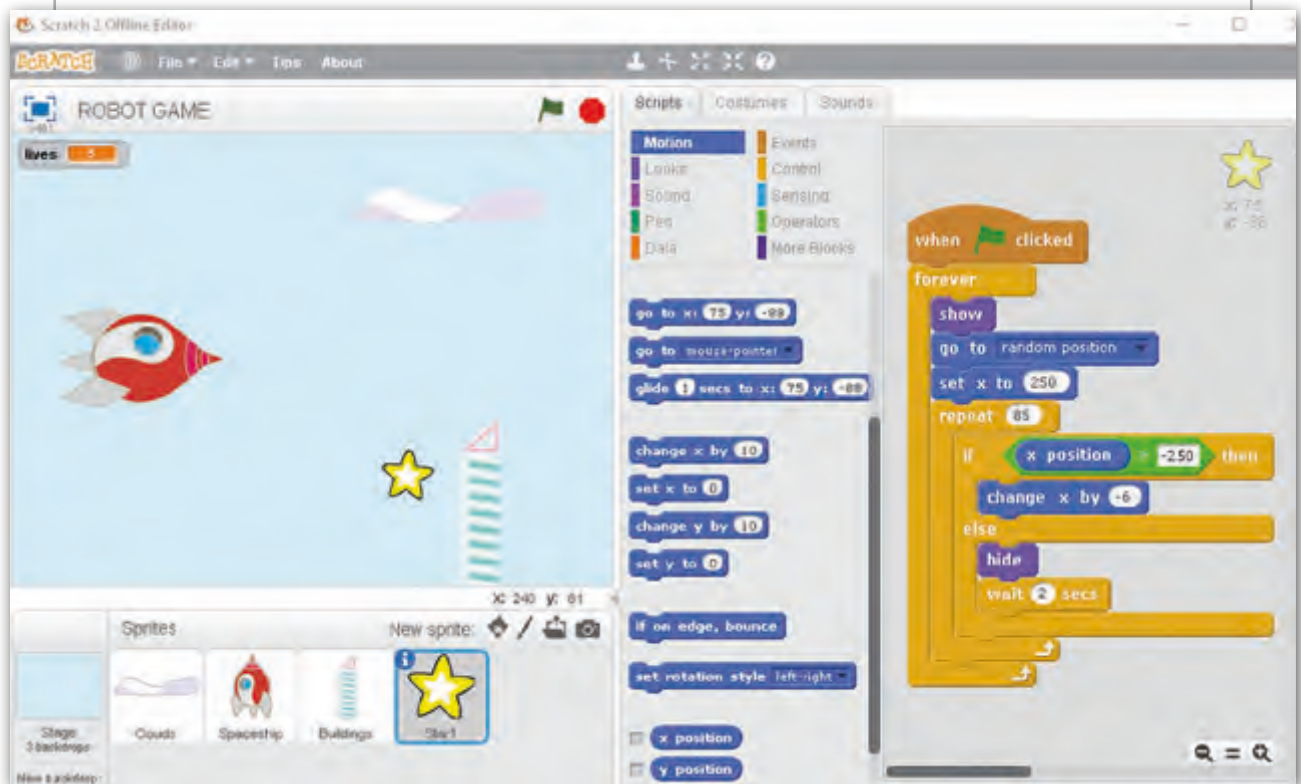 Scratch 2 Offline Editor
SCRATCH File Edit Tips About
ROBOT GAME
lives
Scripts Costumes Sounds
Motion Events
Looks Control
Sound Sensing
Pen Operators
Data More Blocks
go to x: 75 y: -88
go to mouse-pointer
glide 1 secs to x: 75 y: -88
change x by 10
set x to 0
change y by 10
set y to 0
if on edge, bounce
set rotation style left-right
x position
y position
when clicked
forever
show
go to random position
set x to 250
repeat 85
if x position > -250 then
change x by -6
else
hide
wait 2 secs
x: 75
y: -88
X: 240 y: 61
Sprites New sprite:
Stage
3 backdrops
New backdrop:
Clouds Spaceship Buildings Star1